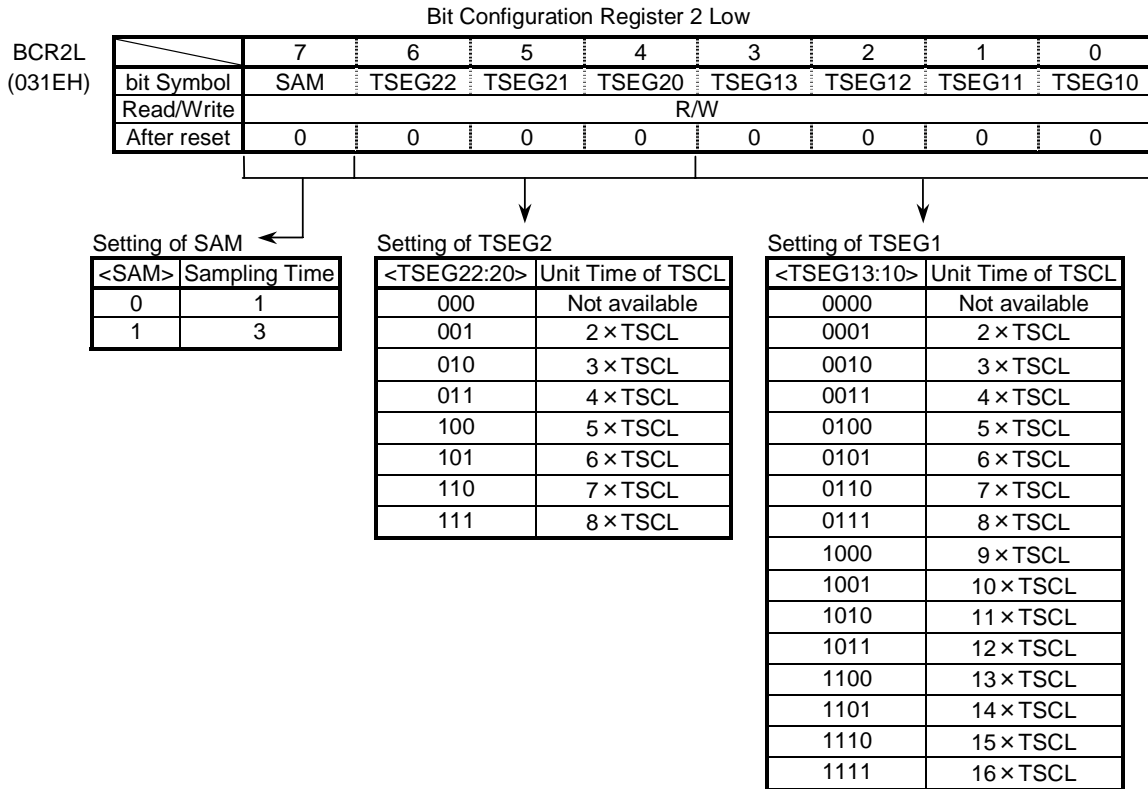 Bit Configuration Register 2 Low
BCR2L 7 6 5 4 3 2 1 0
(031EH) bit Symbol SAM TSEG22 TSEG21 TSEG20 TSEG13 TSEG12 TSEG11 TSEG10
Read/Write R/W
After reset 0 0 0 0 0 0 0 0
Setting of SAM
<SAM> Sampling Time
0 1
1 3
Setting of TSEG2
<TSEG22:20> Unit Time of TSCL
000 Not available
001 2×TSCL
010 3×TSCL
011 4×TSCL
100 5×TSCL
101 6×TSCL
110 7×TSCL
111 8×TSCL
Setting of TSEG1
<TSEG13:10> Unit Time of TSCL
0000 Not available
0001 2×TSCL
0010 3×TSCL
0011 4×TSCL
0100 5×TSCL
0101 6×TSCL
0110 7×TSCL
0111 8×TSCL
1000 9×TSCL
1001 10×TSCL
1010 11×TSCL
1011 12×TSCL
1100 13×TSCL
1101 14×TSCL
1110 15×TSCL
1111 16×TSCL